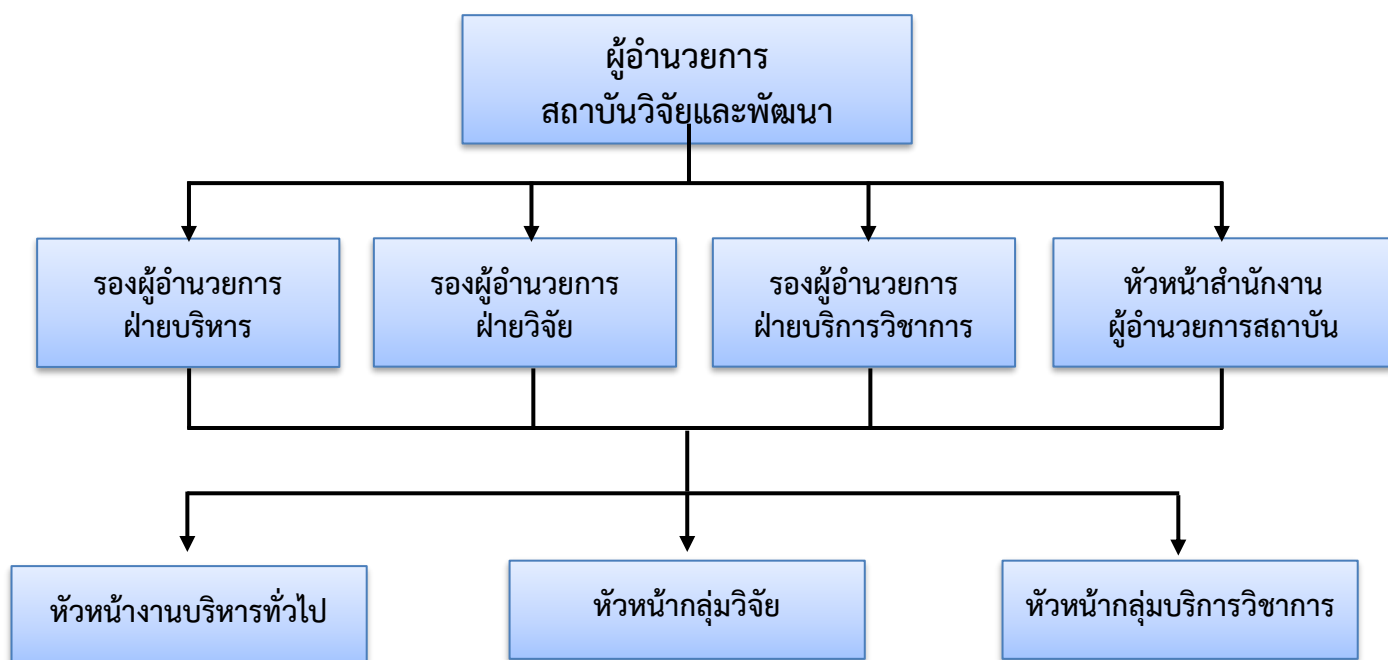 ผู้อำนวยการ
สถาบันวิจัยและพัฒนา
รองผู้อำนวยการ
ฝ่ายบริหาร
รองผู้อำนวยการ
ฝ่ายวิจัย
รองผู้อำนวยการ
ฝ่ายบริการวิชาการ
หัวหน้าสำนักงาน
ผู้อำนวยการสถาบัน
หัวหน้างานบริหารทั่วไป
หัวหน้ากลุ่มวิจัย
หัวหน้ากลุ่มบริการวิชาการ